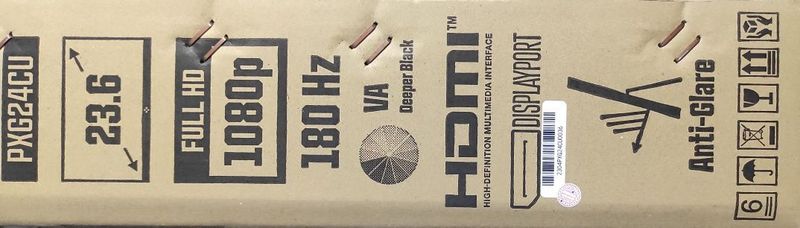 PXG24CU
23.6
FULL HD
1080p
180 Hz
VA
Deeper Black
HDMI™
HIGH-DEFINITION MULTIMEDIA INTERFACE
DISPLAYPORT
Anti-Glare
6